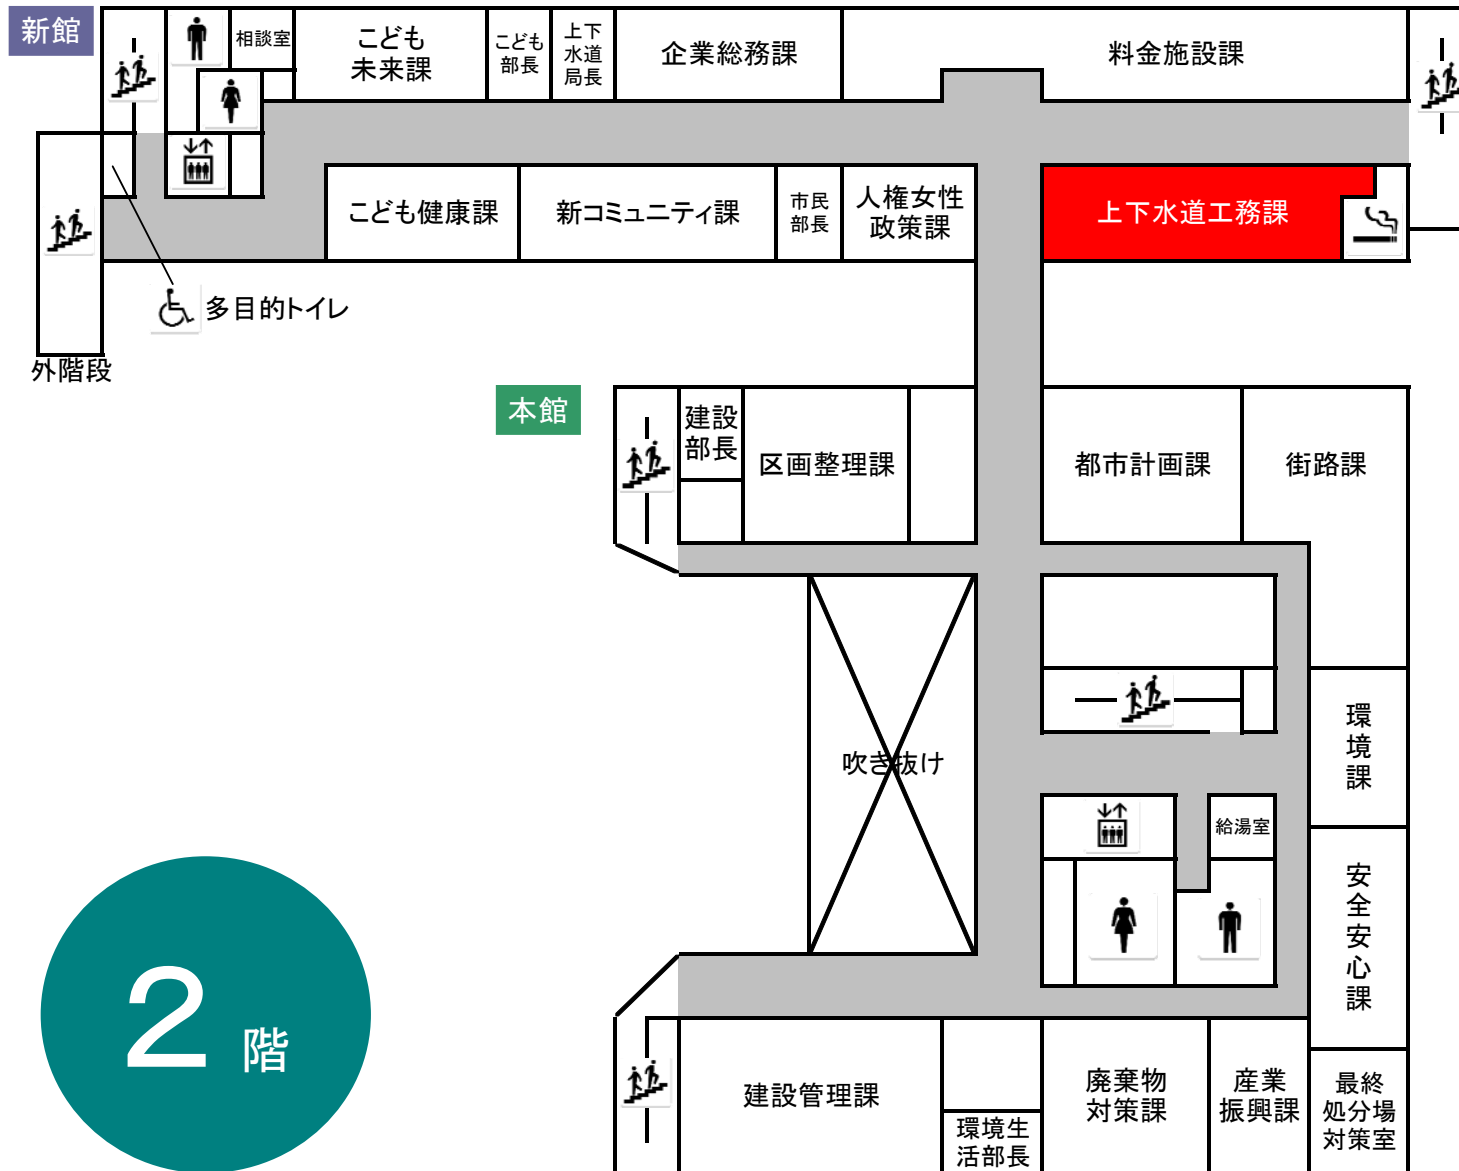 新館
相談室
こども
未来課
こども
部長
上下
水道
局長
企業総務課
料金施設課
こども健康課
新コミュニティ課
市民
部長
人権女性
政策課
上下水道工務課
多目的トイレ
外階段
本館
建設
部長
区画整理課
都市計画課
街路課
吹き抜け
環
境
課
給湯室
安
全
安
心
課
2階
建設管理課
環境生
活部長
廃棄物
対策課
産業
振興課
最終
処分場
対策室